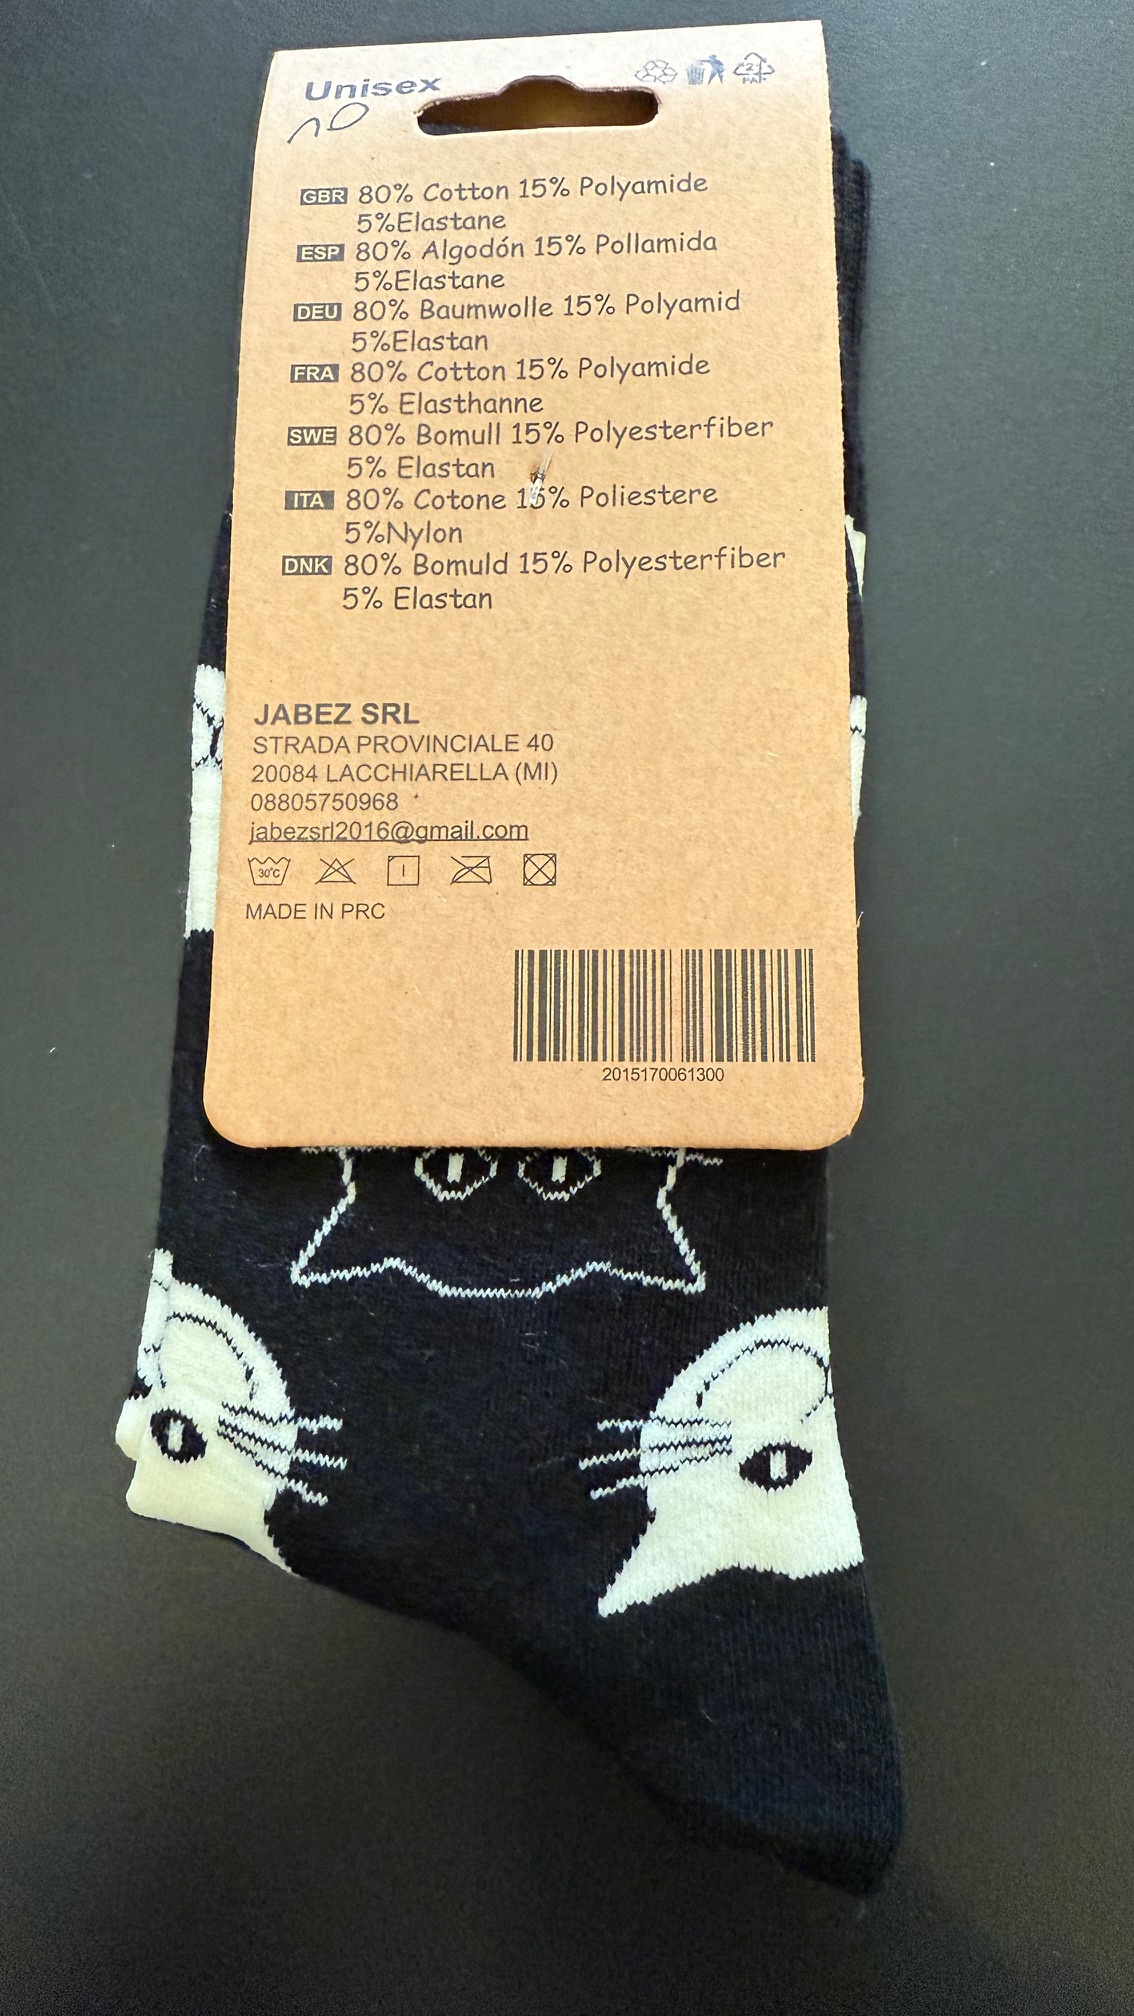 Unisex
21
PAP
GBR 80% Cotton 15% Polyamide
5%Elastane
ESP 80% Algodón 15% Pollamida
5%Elastane
DEU 80% Baumwolle 15% Polyamid
5%Elastan
FRA 80% Cotton 15% Polyamide
5% Elasthanne
SWE 80% Bomull 15% Polyesterfiber
5% Elastan
ITA 80% Cotone 15% Poliestere
5%Nylon
DNK 80% Bomuld 15% Polyesterfiber
5% Elastan
JABEZ SRL
STRADA PROVINCIALE 40
20084 LACCHIARELLA (MI)
08805750968
jabezsrl2016@gmail.com
30°C
MADE IN PRC
2015170061300